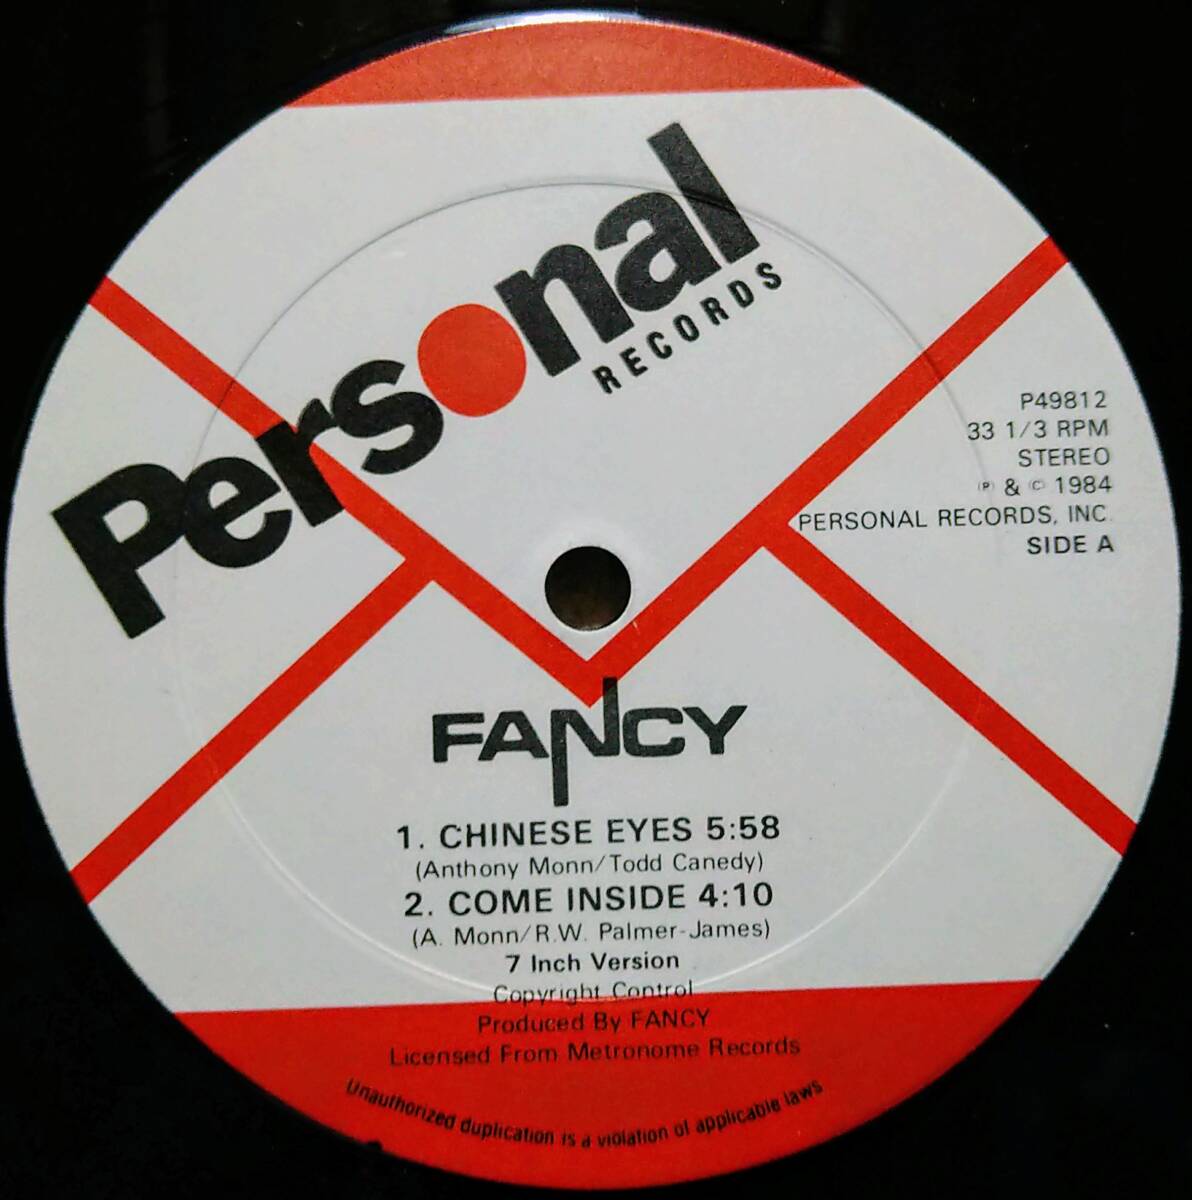 Personal
RECORDS
P49812
33 1/3 RPM
STEREO
(P) & (C) 1984
PERSONAL RECORDS, INC.
SIDE A
FANCY
1. CHINESE EYES 5:58
(Anthony Monn/Todd Canedy)
2. COME INSIDE 4:10
(A. Monn/R.W. Palmer-James)
7 Inch Version
Copyright Control
Produced By FANCY
Licensed From Metronome Records
Unauthorized duplication is a violation of applicable laws